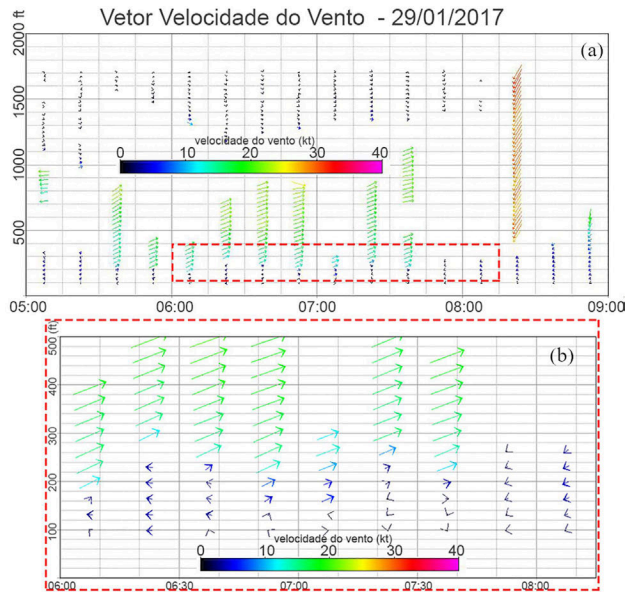 Vetor Velocidade do Vento - 29/01/2017
2000 ft
(a)
1500
velocidade do vento (kt)
0 10 20 30 40
1000
500
05:00 06:00 07:00 08:00 09:00
500 (ft)
(b)
400
300
200
100
velocidade do vento (kt)
0 10 20 30 40
06:00 06:30 07:00 07:30 08:00